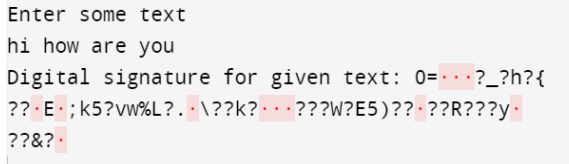 Enter some text
hi how are you
Digital signature for given text: 0=···?_?h?{
??·E·;k5?vw%L?.·\??k?···???W?E5)??·??R???y·
??&?·